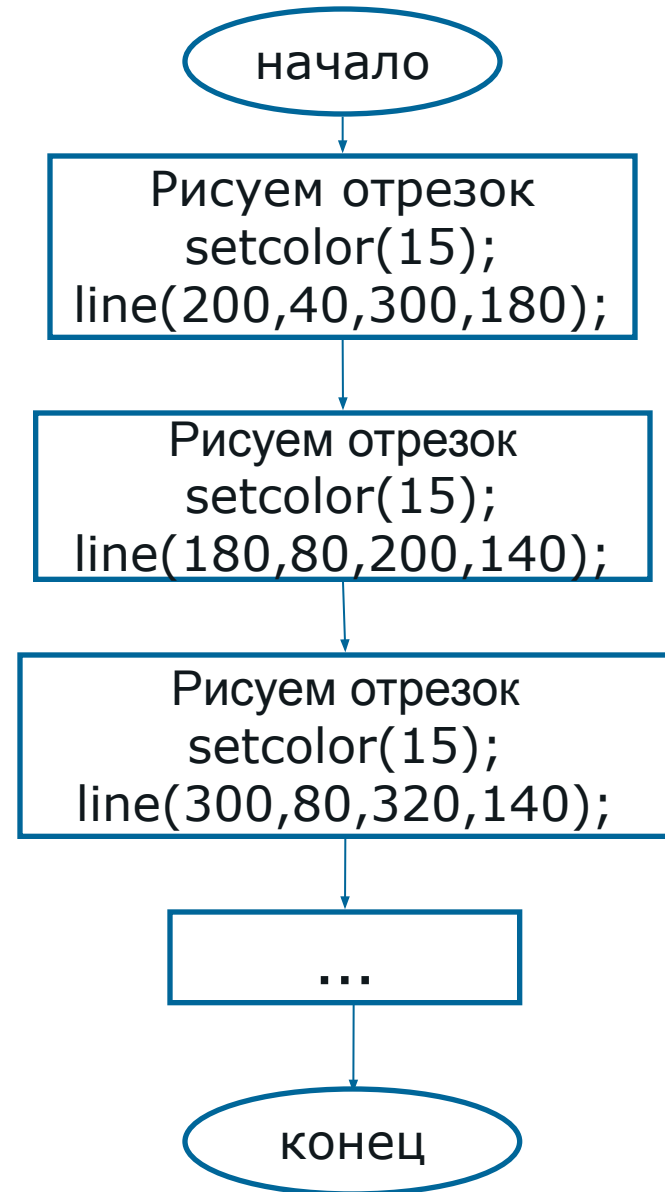 начало
Рисуем отрезок
setcolor(15);
line(200,40,300,180);
Рисуем отрезок
setcolor(15);
line(180,80,200,140);
Рисуем отрезок
setcolor(15);
line(300,80,320,140);
...
конец